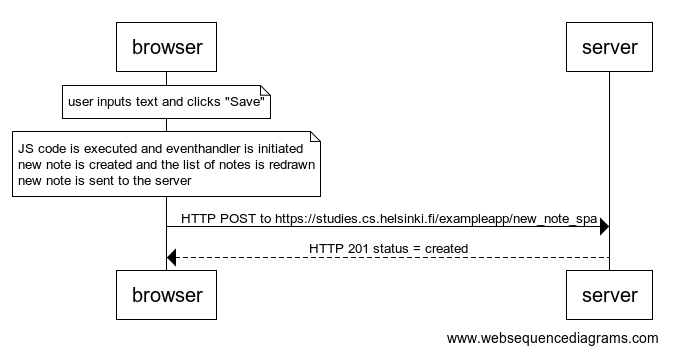 browser
server
user inputs text and clicks "Save"
JS code is executed and eventhandler is initiated
new note is created and the list of notes is redrawn
new note is sent to the server
HTTP POST to https://studies.cs.helsinki.fi/exampleapp/new_note_spa
HTTP 201 status = created
browser
server
www.websequencediagrams.com